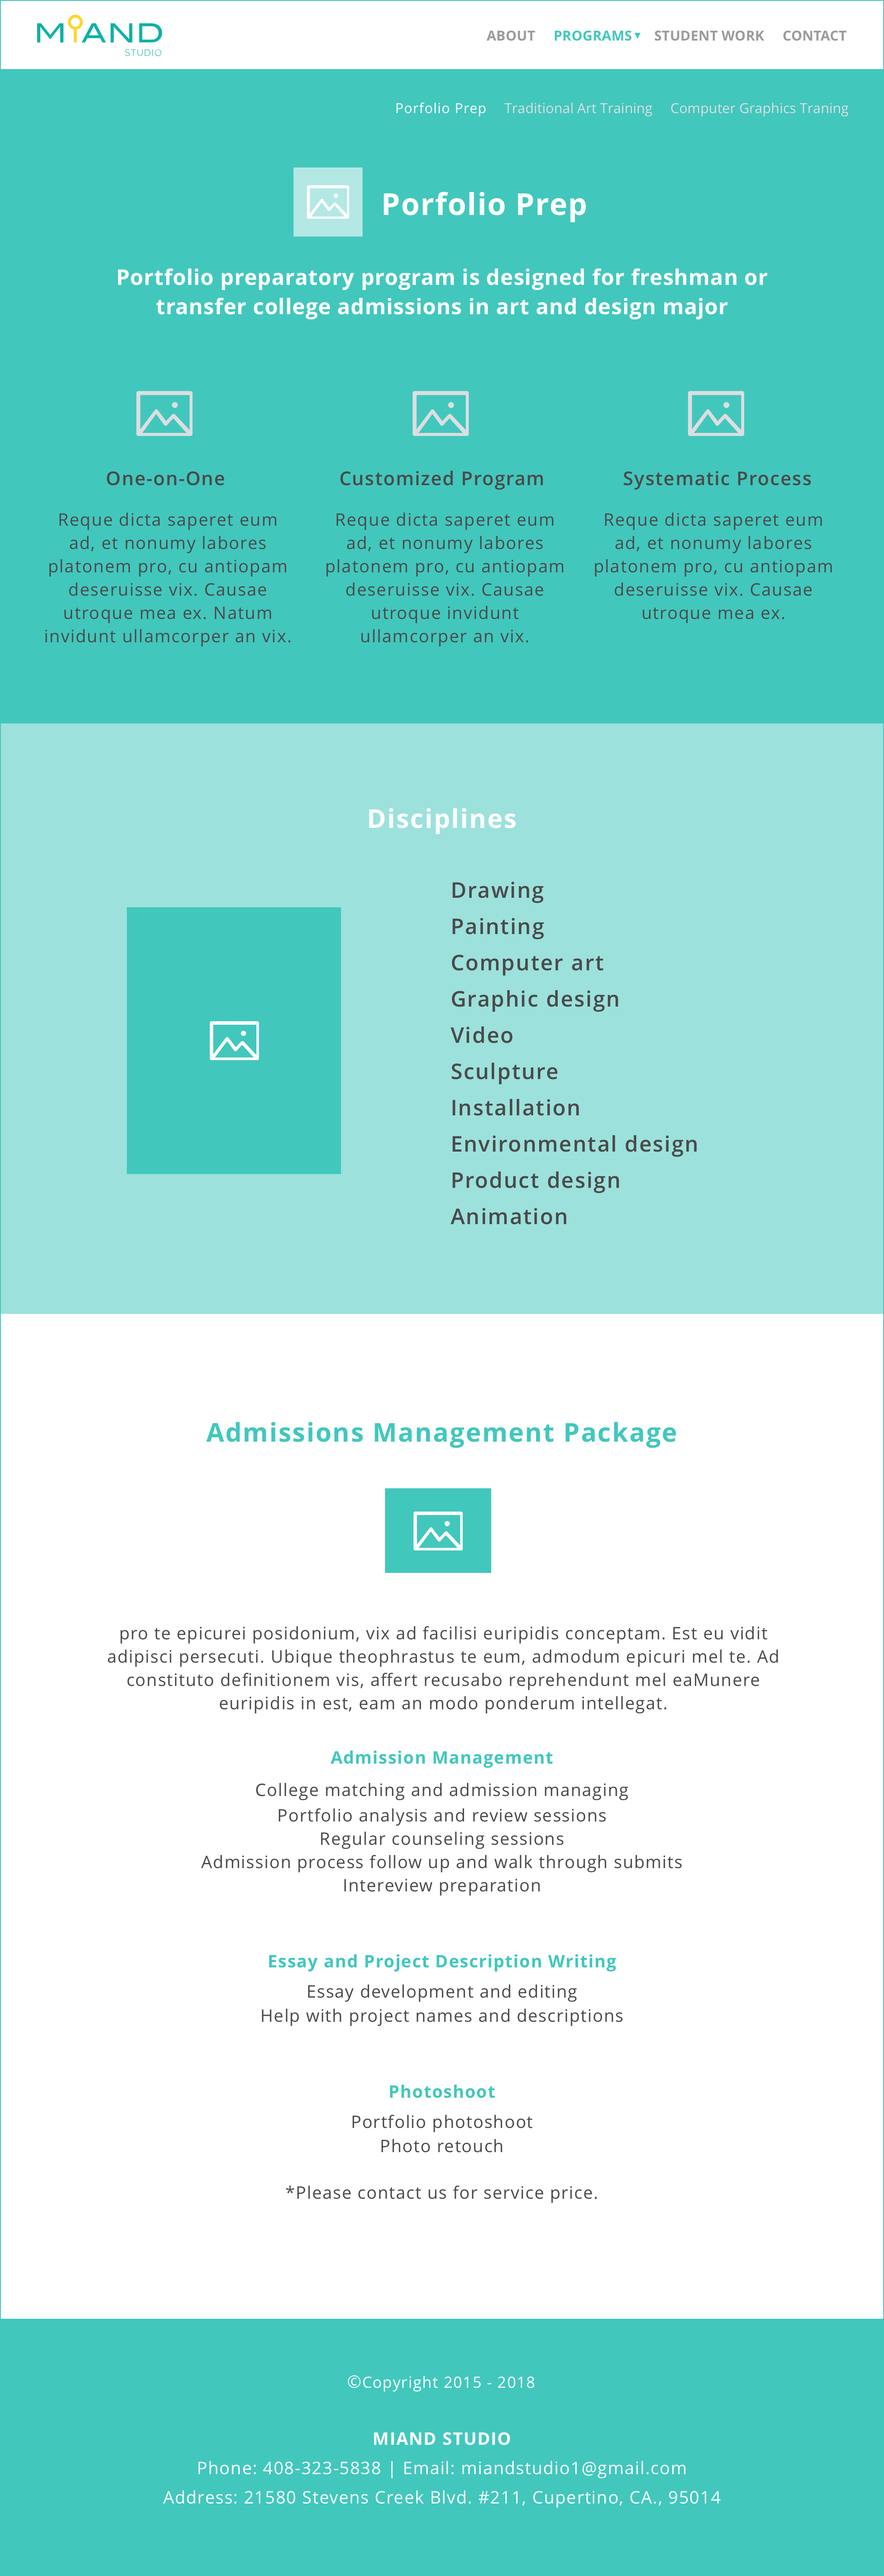 MIAND
STUDIO
ABOUT PROGRAMS▾ STUDENT WORK CONTACT
Porfolio Prep Traditional Art Training Computer Graphics Traning
Porfolio Prep
Portfolio preparatory program is designed for freshman or
transfer college admissions in art and design major
One-on-One
Reque dicta saperet eum
ad, et nonumy labores
platonem pro, cu antiopam
deseruisse vix. Causae
utroque mea ex. Natum
invidunt ullamcorper an vix.
Customized Program
Reque dicta saperet eum
ad, et nonumy labores
platonem pro, cu antiopam
deseruisse vix. Causae
utroque invidunt
ullamcorper an vix.
Systematic Process
Reque dicta saperet eum
ad, et nonumy labores
platonem pro, cu antiopam
deseruisse vix. Causae
utroque mea ex.
Disciplines
Drawing
Painting
Computer art
Graphic design
Video
Sculpture
Installation
Environmental design
Product design
Animation
Admissions Management Package
pro te epicurei posidonium, vix ad facilisi euripidis conceptam. Est eu vidit
adipisci persecuti. Ubique theophrastus te eum, admodum epicuri mel te. Ad
constituto definitionem vis, affert recusabo reprehendunt mel eaMunere
euripidis in est, eam an modo ponderum intellegat.
Admission Management
College matching and admission managing
Portfolio analysis and review sessions
Regular counseling sessions
Admission process follow up and walk through submits
Intereview preparation
Essay and Project Description Writing
Essay development and editing
Help with project names and descriptions
Photoshoot
Portfolio photoshoot
Photo retouch
*Please contact us for service price.
©Copyright 2015 - 2018
MIAND STUDIO
Phone: 408-323-5838 | Email: miandstudio1@gmail.com
Address: 21580 Stevens Creek Blvd. #211, Cupertino, CA., 95014